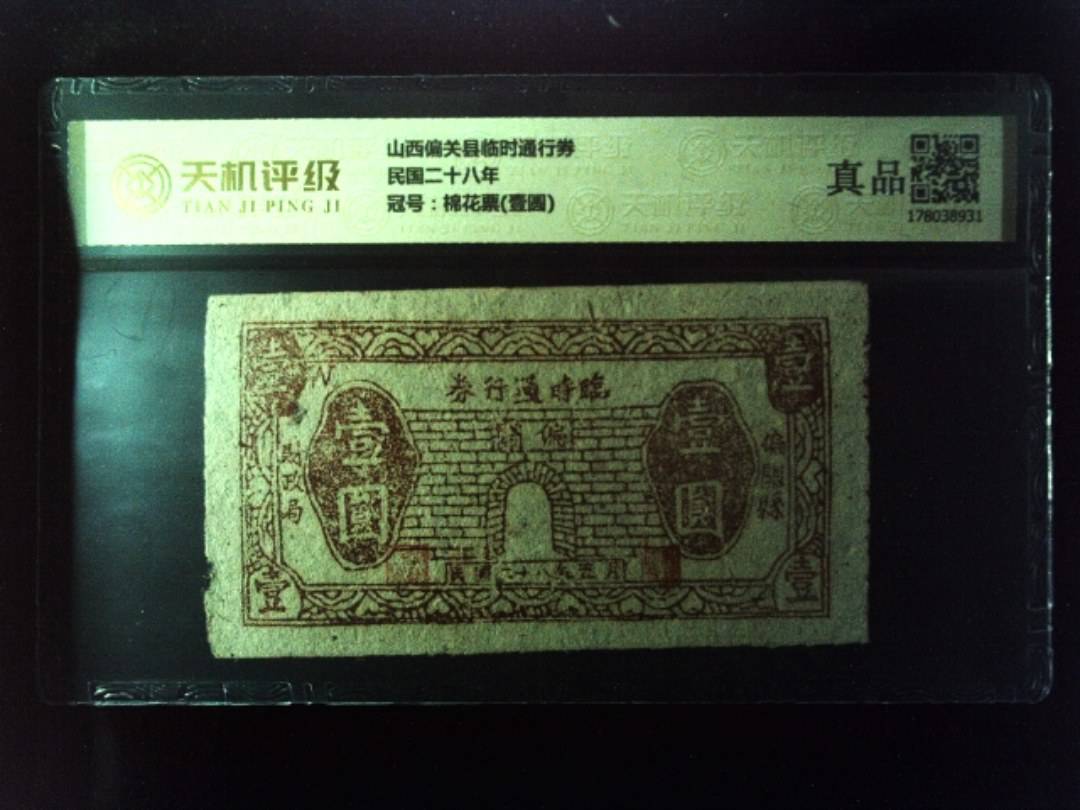 天机评级
TIAN JI PING JI
山西偏关县临时通行券
民国二十八年
冠号：棉花票(壹圆)
真品
178038931
壹
壹
券行通時臨
壹圓
關偏
壹圓
民政局
偏關縣
民國二十八年五月
壹
壹